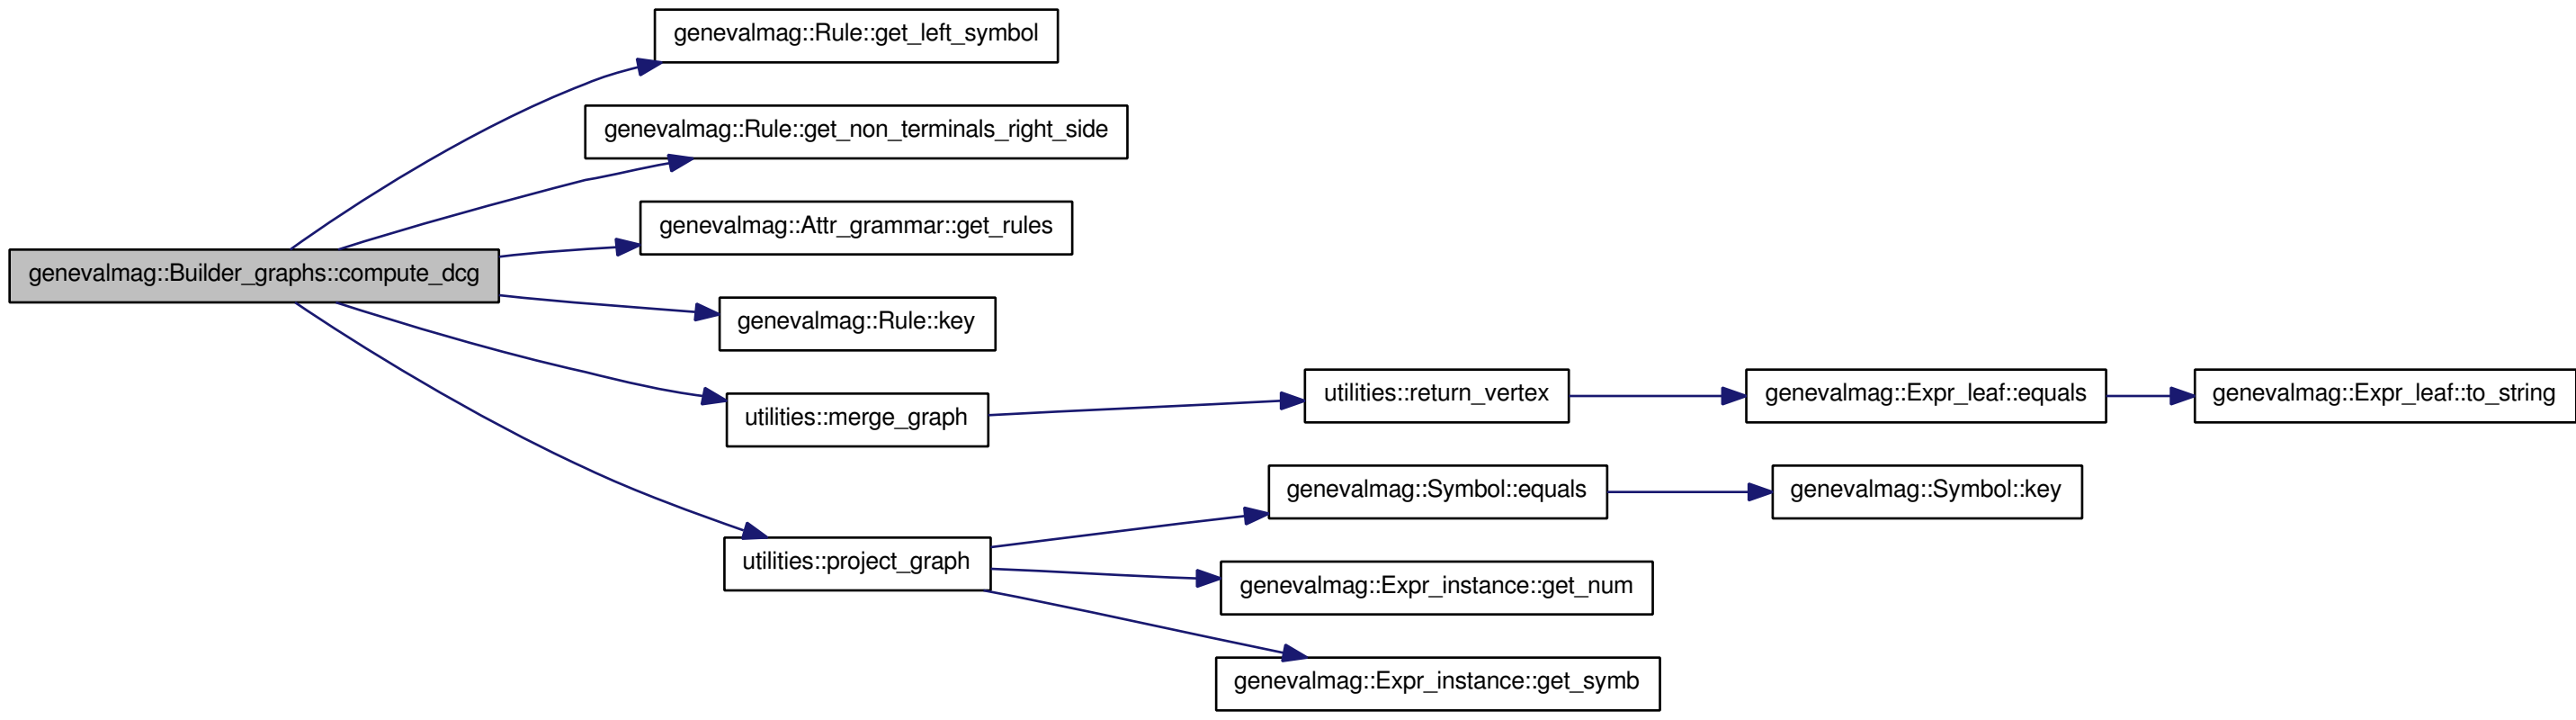 genevalmag::Rule::get_left_symbol
genevalmag::Rule::get_non_terminals_right_side
genevalmag::Attr_grammar::get_rules
genevalmag::Builder_graphs::compute_dcg
genevalmag::Rule::key
utilities::merge_graph
utilities::return_vertex
genevalmag::Expr_leaf::equals
genevalmag::Expr_leaf::to_string
genevalmag::Symbol::equals
genevalmag::Symbol::key
utilities::project_graph
genevalmag::Expr_instance::get_num
genevalmag::Expr_instance::get_symb